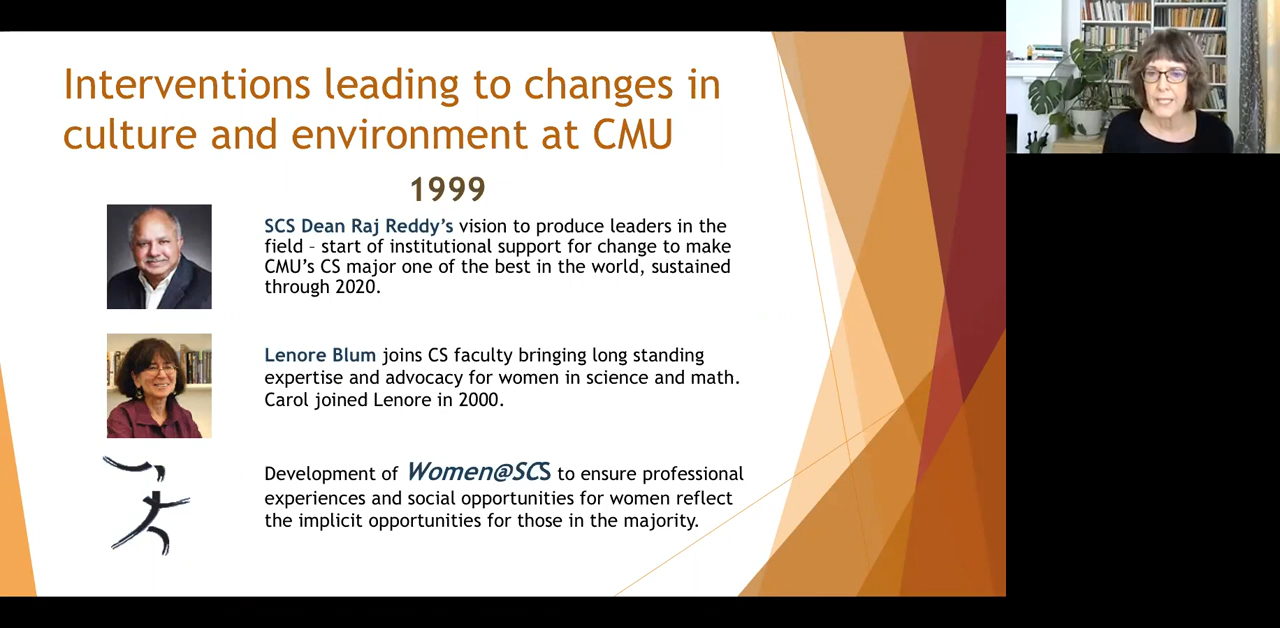 Interventions leading to changes in
culture and environment at CMU
1999
SCS Dean Raj Reddy's vision to produce leaders in the
field – start of institutional support for change to make
CMU's CS major one of the best in the world, sustained
through 2020.
Lenore Blum joins CS faculty bringing long standing
expertise and advocacy for women in science and math.
Carol joined Lenore in 2000.
Development of Women@SCS to ensure professional
experiences and social opportunities for women reflect
the implicit opportunities for those in the majority.